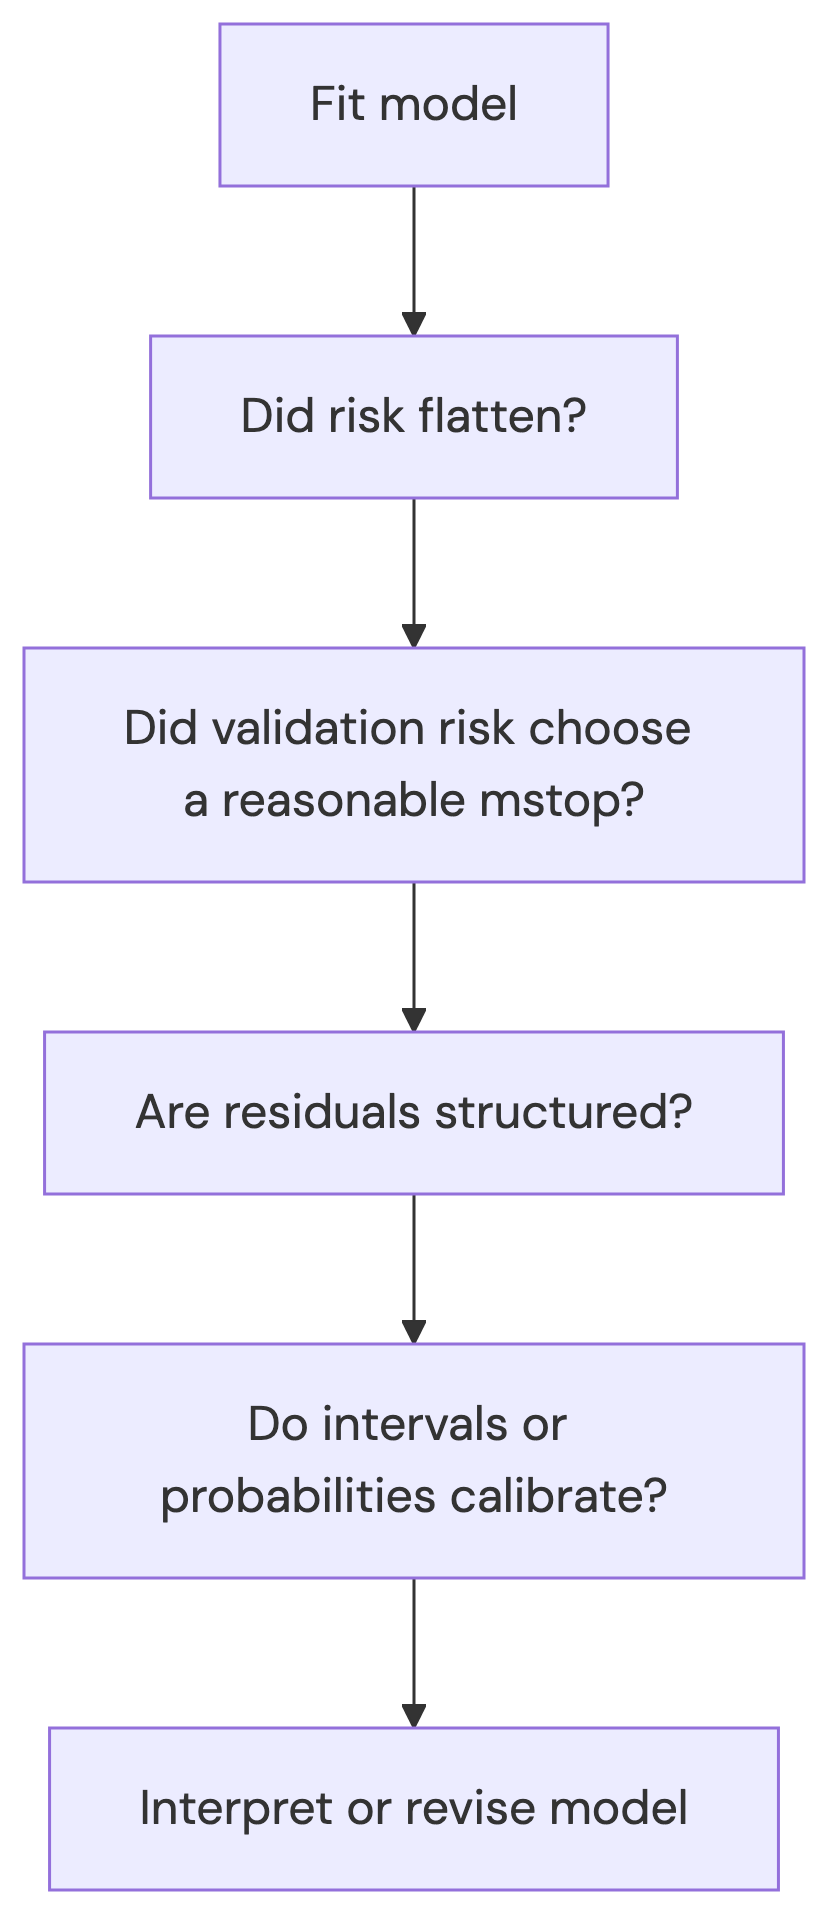 Fit model
Did risk flatten?
Did validation risk choose
a reasonable mstop?
Are residuals structured?
Do intervals or
probabilities calibrate?
Interpret or revise model